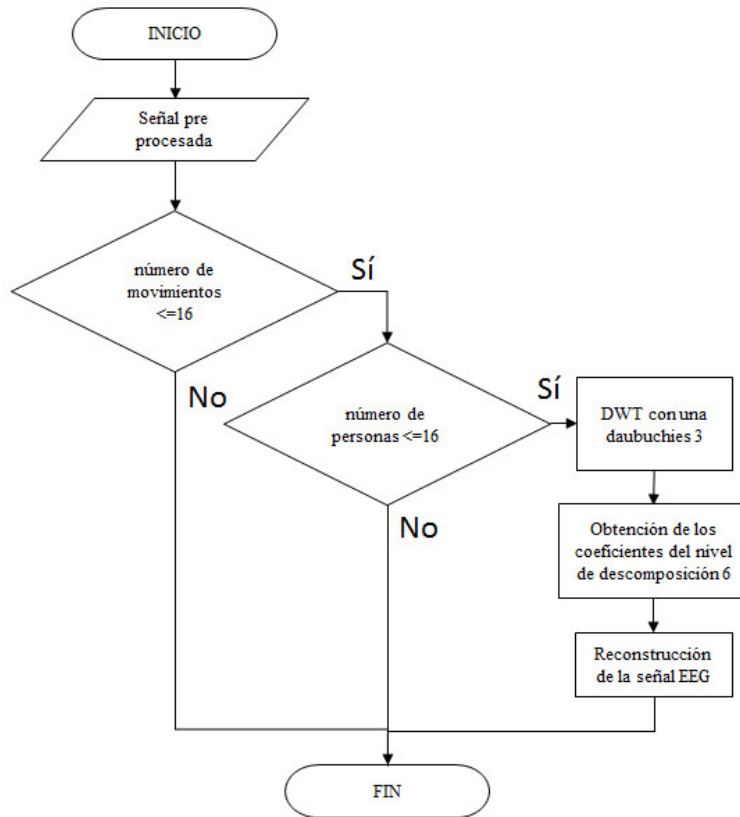 INICIO
Señal pre
procesada
número de
movimientos
<=16
Sí
No
número de
personas <=16
Sí
No
DWT con una
daubuchies 3
Obtención de los
coeficientes del nivel
de descomposición 6
Reconstrucción
de la señal EEG
FIN